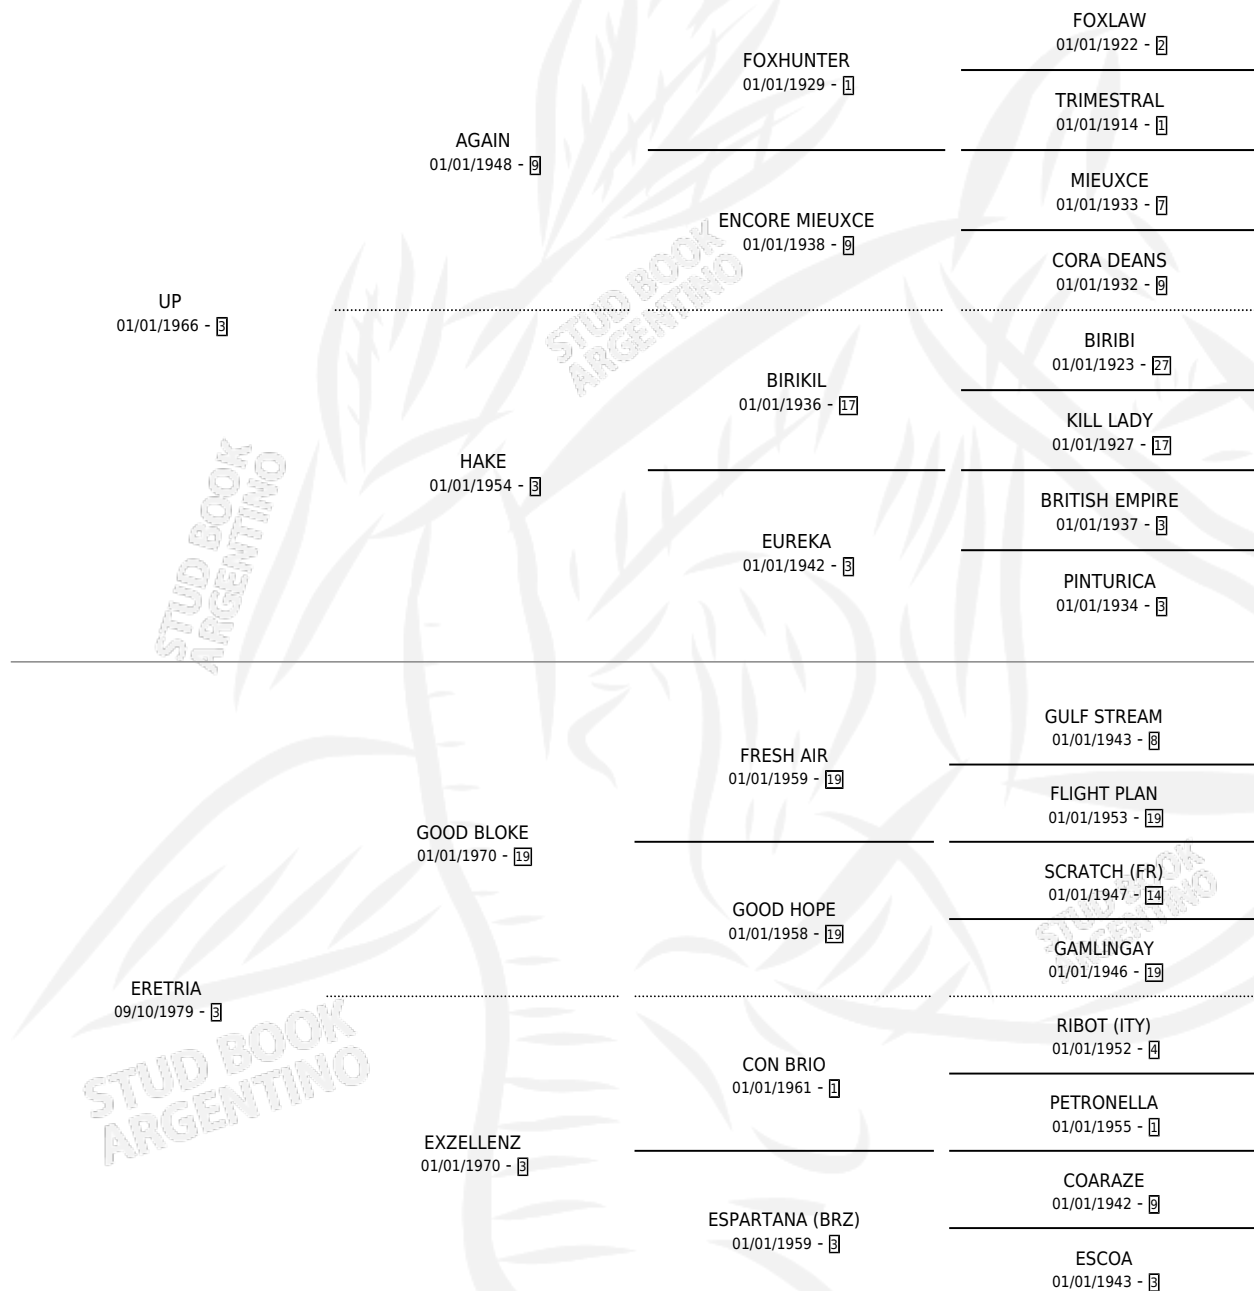 FOXLAW
01/01/1922 - 2
FOXHUNTER
01/01/1929 - 1
TRIMESTRAL
01/01/1914 - 1
AGAIN
01/01/1948 - 9
MIEUXCE
01/01/1933 - 7
ENCORE MIEUXCE
01/01/1938 - 9
CORA DEANS
01/01/1932 - 9
UP
01/01/1966 - 3
BIRIBI
01/01/1923 - 27
BIRIKIL
01/01/1936 - 17
KILL LADY
01/01/1927 - 17
HAKE
01/01/1954 - 3
BRITISH EMPIRE
01/01/1937 - 3
EUREKA
01/01/1942 - 3
PINTURICA
01/01/1934 - 3
GULF STREAM
01/01/1943 - 8
FRESH AIR
01/01/1959 - 19
FLIGHT PLAN
01/01/1953 - 19
GOOD BLOKE
01/01/1970 - 19
SCRATCH (FR)
01/01/1947 - 14
GOOD HOPE
01/01/1958 - 19
GAMLINGAY
01/01/1946 - 19
ERETRIA
09/10/1979 - 3
RIBOT (ITY)
01/01/1952 - 4
CON BRIO
01/01/1961 - 1
PETRONELLA
01/01/1955 - 1
EXZELLENZ
01/01/1970 - 3
COARAZE
01/01/1942 - 9
ESPARTANA (BRZ)
01/01/1959 - 3
ESCOA
01/01/1943 - 3
STUD BOOK
ARGENTINO
STUD BOOK
ARGENTINO
STUD BOOK
ARGENTINO
STUD BOOK
ARGENTINO